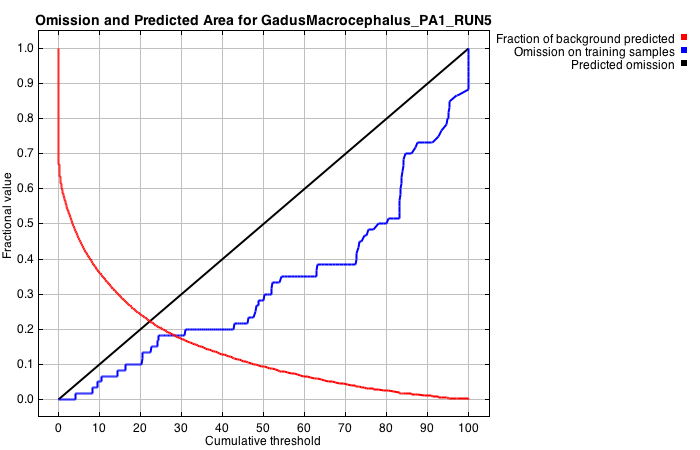 Omission and Predicted Area for GadusMacrocephalus_PA1_RUN5
Fraction of background predicted
Omission on training samples
Predicted omission
Fractional value
1.0
0.9
0.8
0.7
0.6
0.5
0.4
0.3
0.2
0.1
0.0
0 10 20 30 40 50 60 70 80 90 100
Cumulative threshold